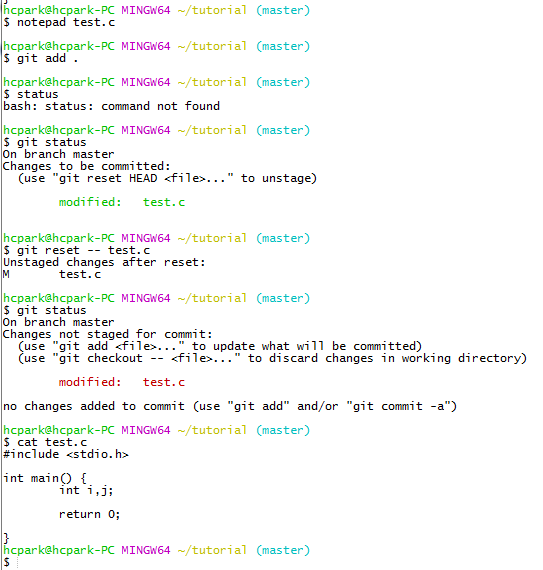 hcpark@hcpark-PC MINGW64 ~/tutorial (master)
$ notepad test.c
hcpark@hcpark-PC MINGW64 ~/tutorial (master)
$ git add .
hcpark@hcpark-PC MINGW64 ~/tutorial (master)
$ status
bash: status: command not found
hcpark@hcpark-PC MINGW64 ~/tutorial (master)
$ git status
On branch master
Changes to be committed:
  (use "git reset HEAD <file>..." to unstage)
        modified:   test.c
hcpark@hcpark-PC MINGW64 ~/tutorial (master)
$ git reset -- test.c
Unstaged changes after reset:
M       test.c
hcpark@hcpark-PC MINGW64 ~/tutorial (master)
$ git status
On branch master
Changes not staged for commit:
  (use "git add <file>..." to update what will be committed)
  (use "git checkout -- <file>..." to discard changes in working directory)
        modified:   test.c
no changes added to commit (use "git add" and/or "git commit -a")
hcpark@hcpark-PC MINGW64 ~/tutorial (master)
$ cat test.c
#include <stdio.h>
int main() {
        int i,j;
        return 0;
}
hcpark@hcpark-PC MINGW64 ~/tutorial (master)
$